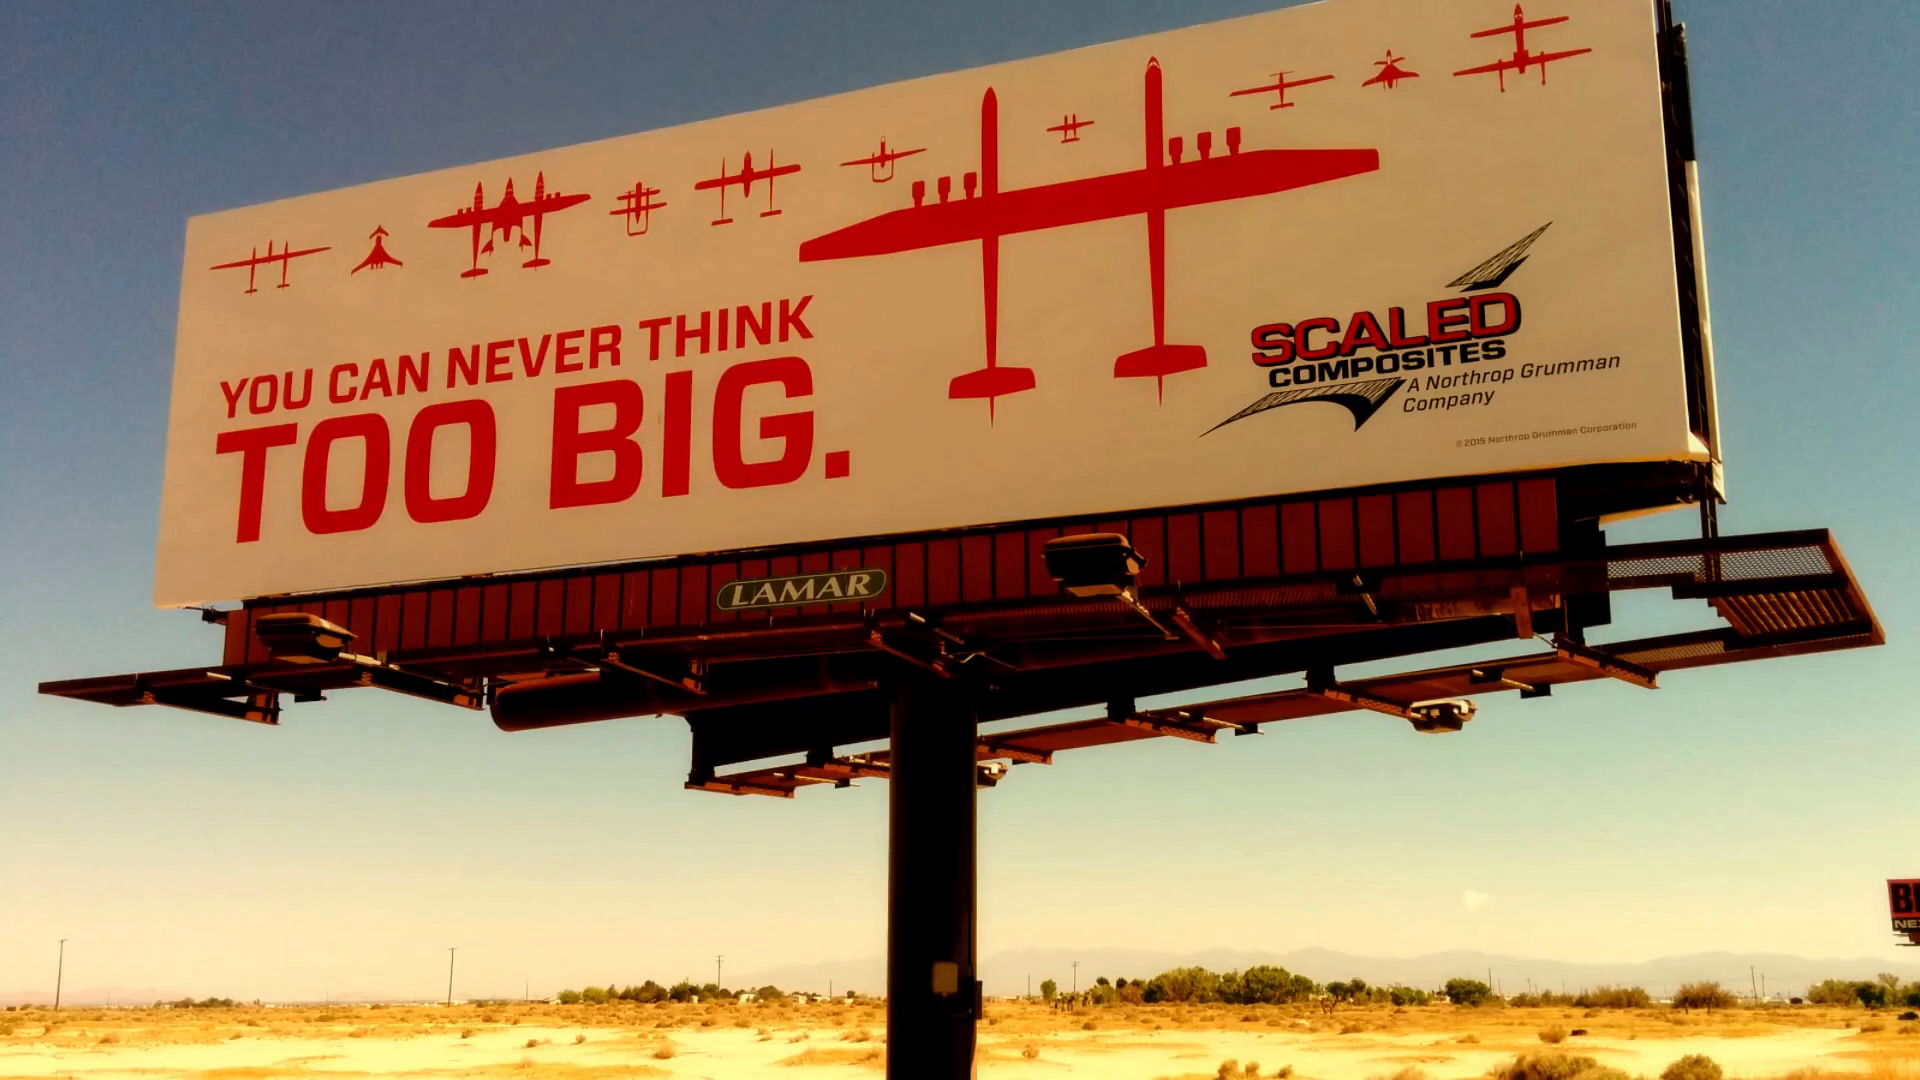 YOU CAN NEVER THINK
TOO BIG.
SCALED
COMPOSITES
A Northrop Grumman
Company
©2015 Northrop Grumman Corporation
LAMAR